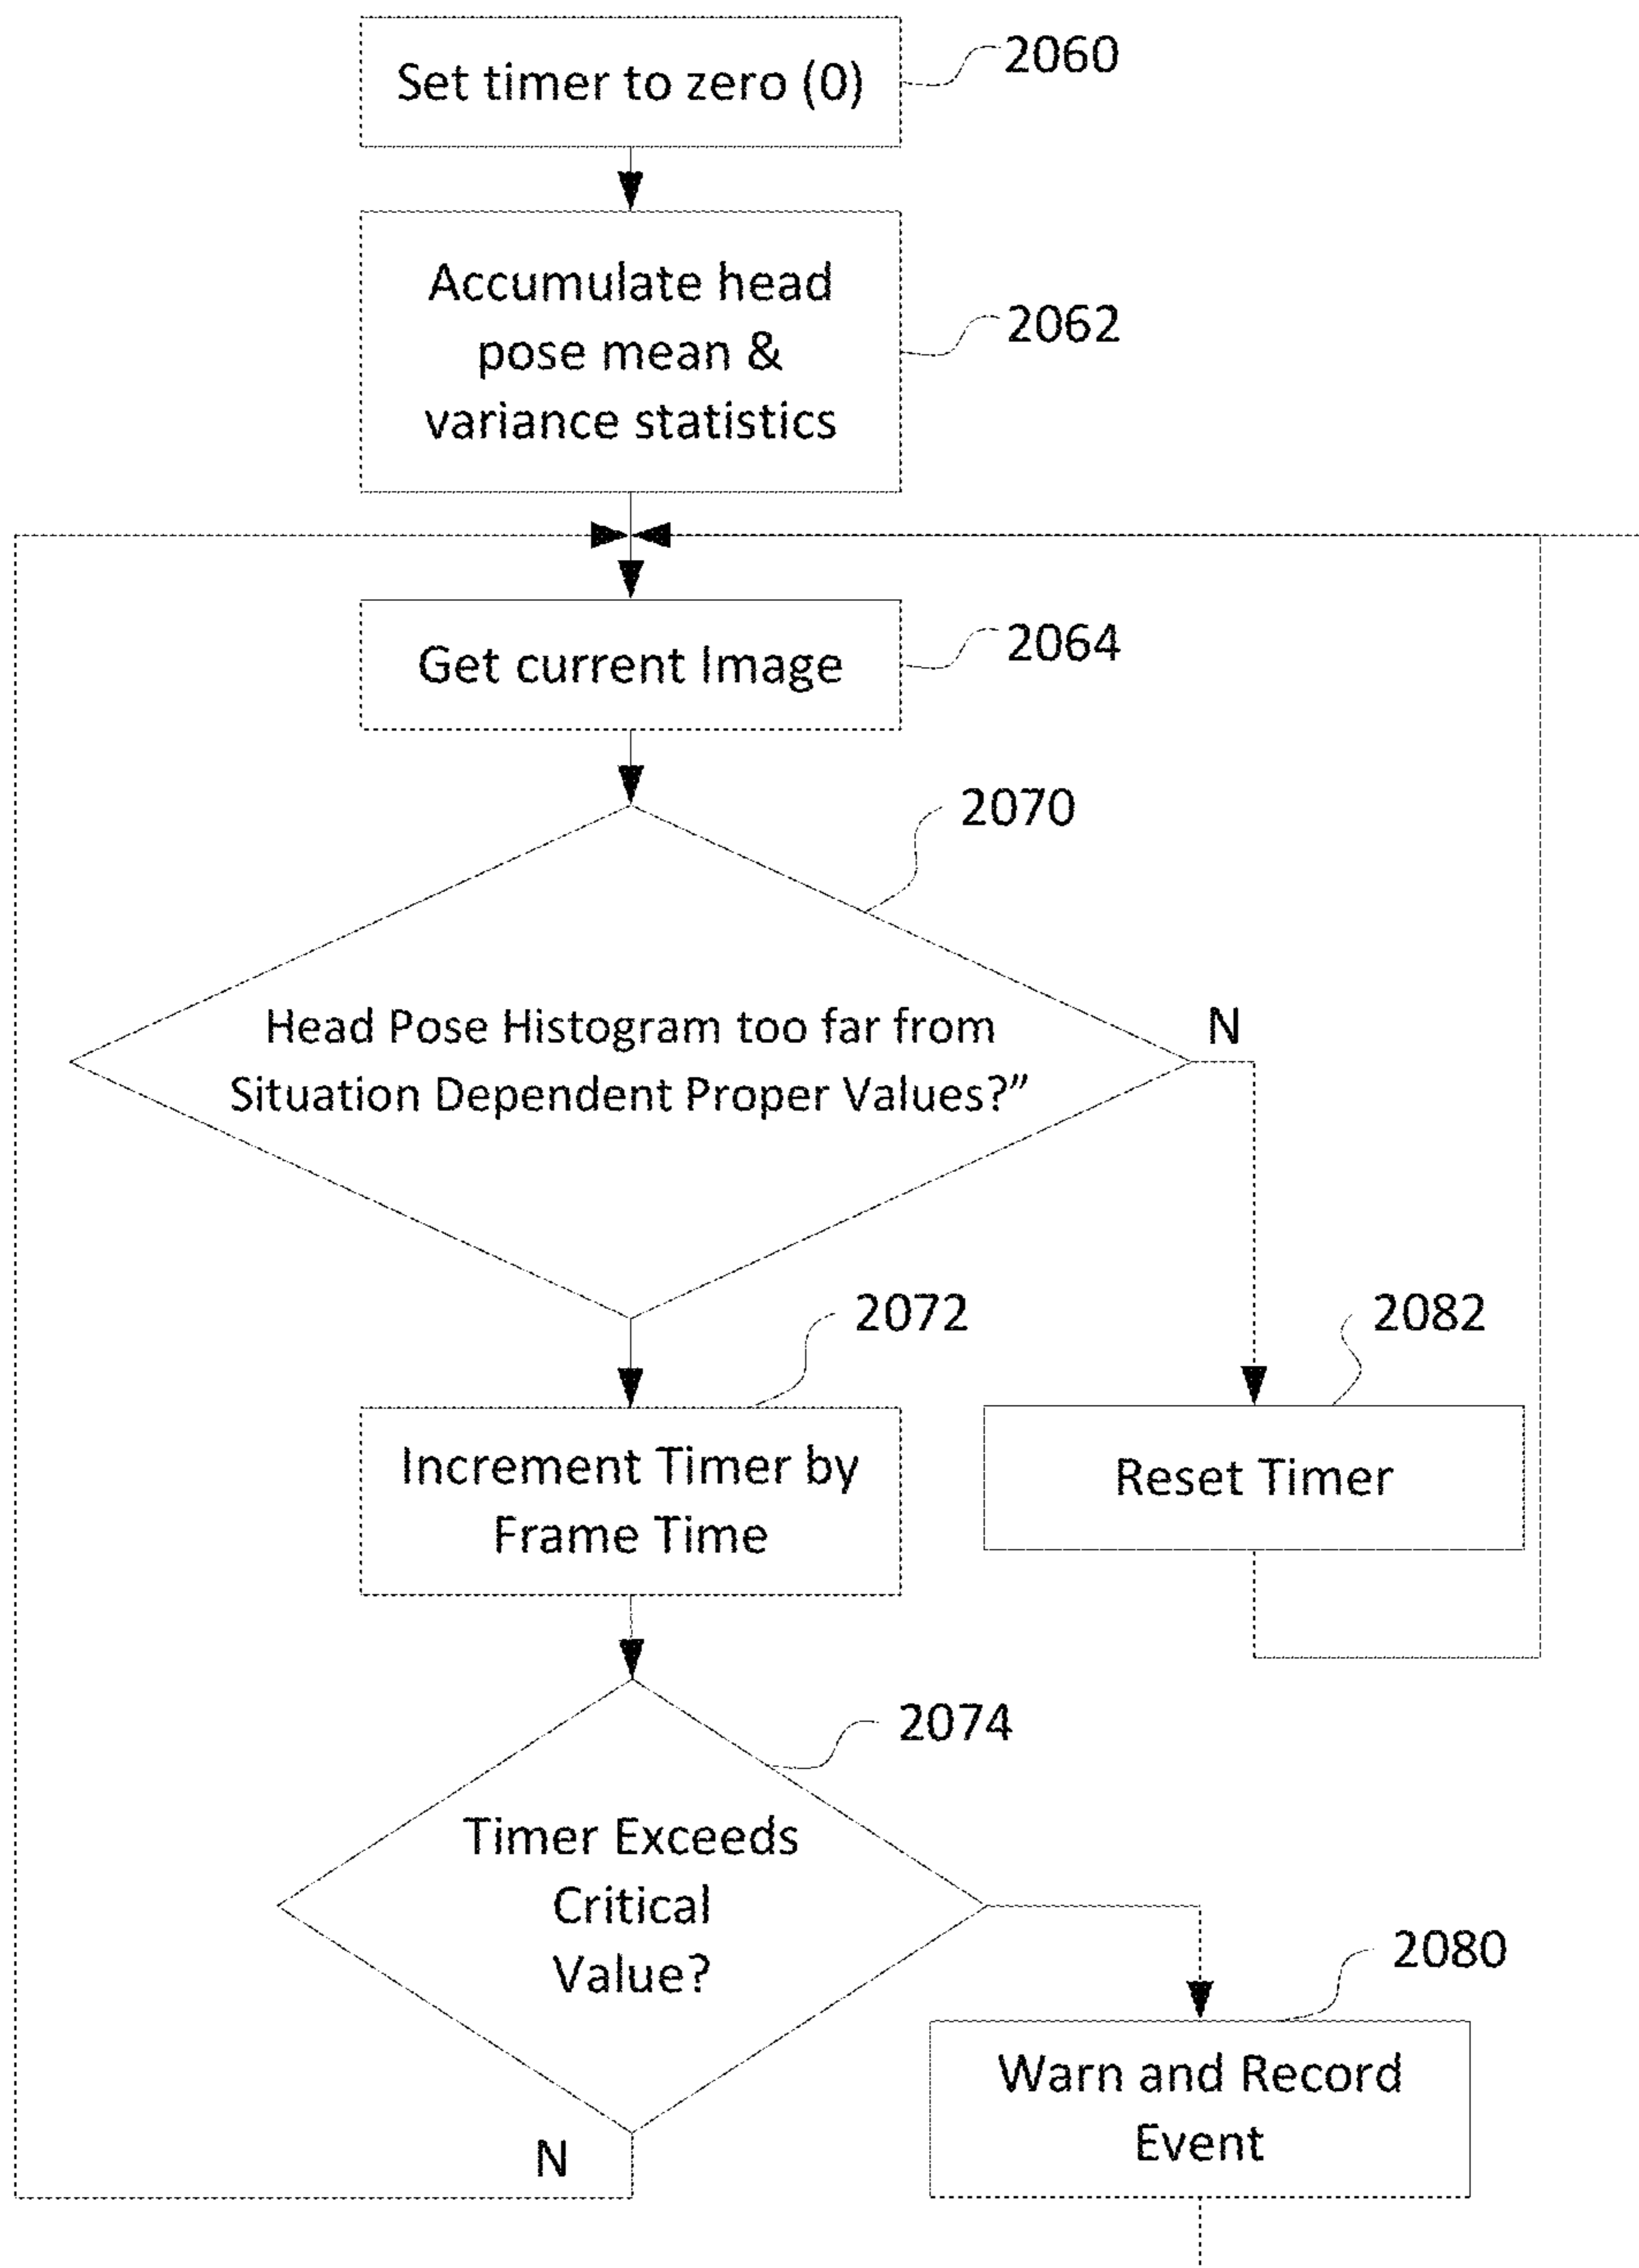 Set timer to zero (0)
2060
Accumulate head
pose mean &
variance statistics
2062
Get current Image
2064
2070
Head Pose Histogram too far from
Situation Dependent Proper Values?”
N
2072
Increment Timer by
Frame Time
2082
Reset Timer
2074
Timer Exceeds
Critical
Value?
N
2080
Warn and Record
Event